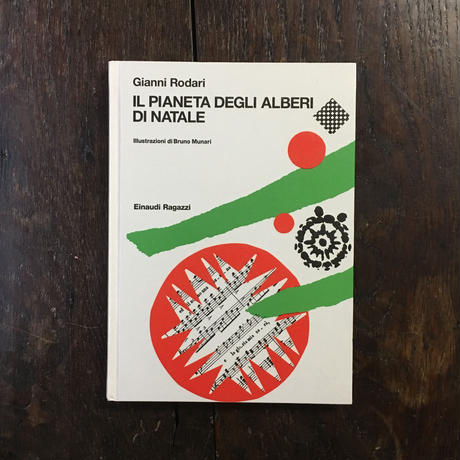 Gianni Rodari
IL PIANETA DEGLI ALBERI
DI NATALE
Illustrazioni di Bruno Munari
Einaudi Ragazzi